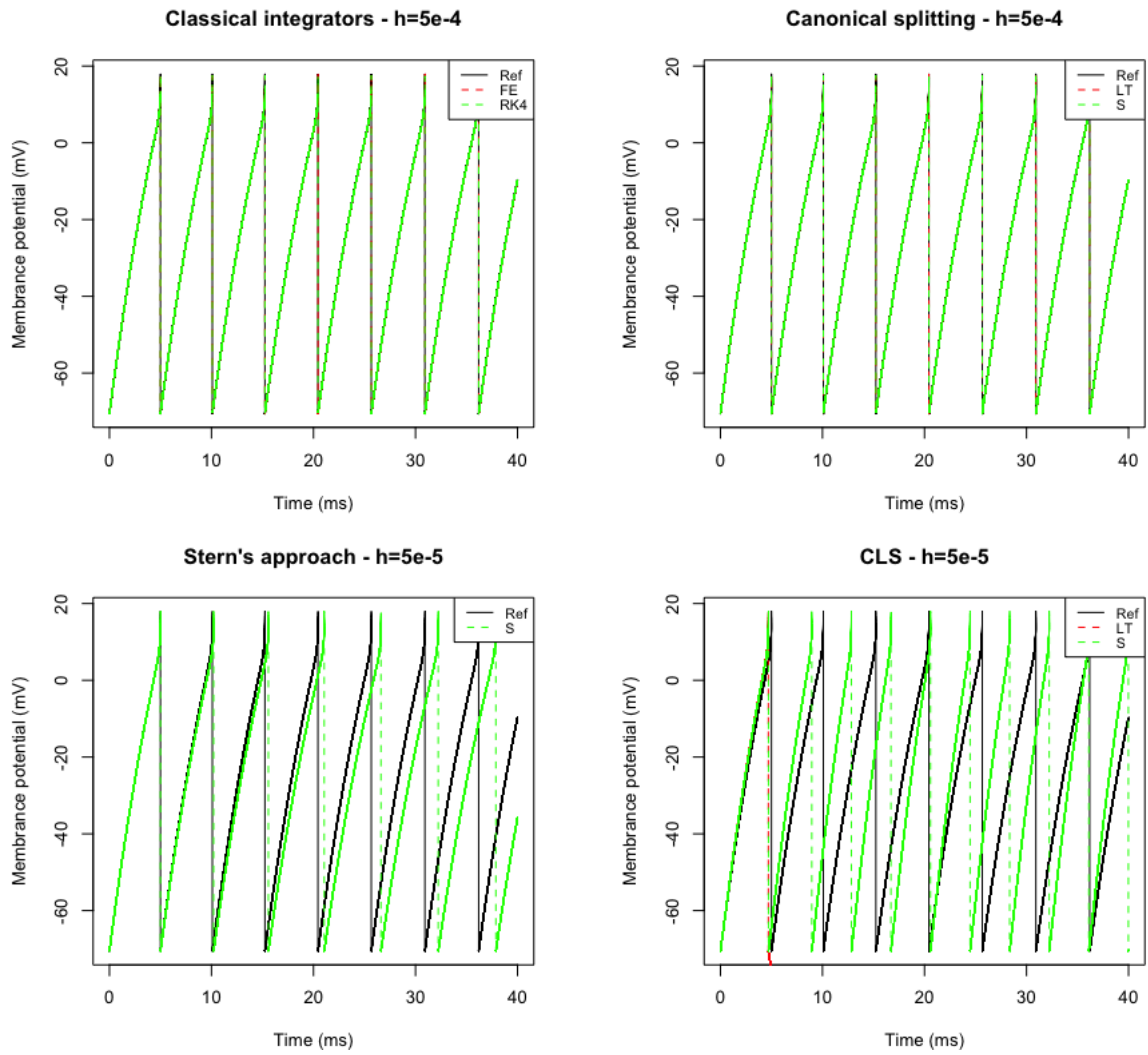 Classical integrators - h=5e-4
Membrance potential (mV)
20
0
-20
-40
-60
Ref
FE
RK4
0 10 20 30 40
Time (ms)
Canonical splitting - h=5e-4
Membrance potential (mV)
20
0
-20
-40
-60
Ref
LT
S
0 10 20 30 40
Time (ms)
Stern's approach - h=5e-5
Membrance potential (mV)
20
0
-20
-40
-60
Ref
S
0 10 20 30 40
Time (ms)
CLS - h=5e-5
Membrance potential (mV)
20
0
-20
-40
-60
Ref
LT
S
0 10 20 30 40
Time (ms)